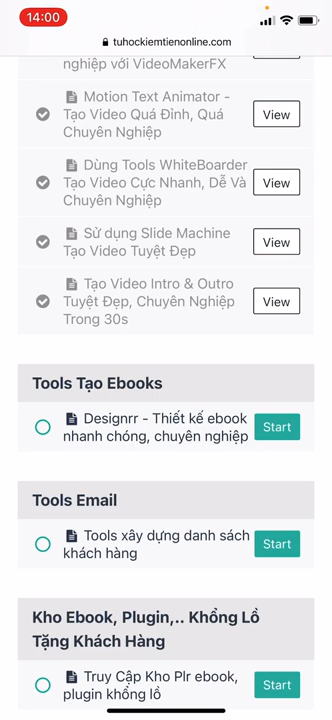 14:00
tuhockiemtienonline.com
nghiệp với VideoMakerFX
Motion Text Animator -
Tạo Video Quá Đỉnh, Quá
Chuyên Nghiệp
View
Dùng Tools WhiteBoarder
Tạo Video Cực Nhanh, Dễ Và
Chuyên Nghiệp
View
Sử dụng Slide Machine
Tạo Video Tuyệt Đẹp
View
Tạo Video Intro & Outro
Tuyệt Đẹp, Chuyên Nghiệp
Trong 30s
View
Tools Tạo Ebooks
Designrr - Thiết kế ebook
nhanh chóng, chuyên nghiệp
Start
Tools Email
Tools xây dựng danh sách
khách hàng
Start
Kho Ebook, Plugin,.. Khổng Lồ
Tặng Khách Hàng
Truy Cập Kho Plr ebook,
plugin khổng lồ
Start